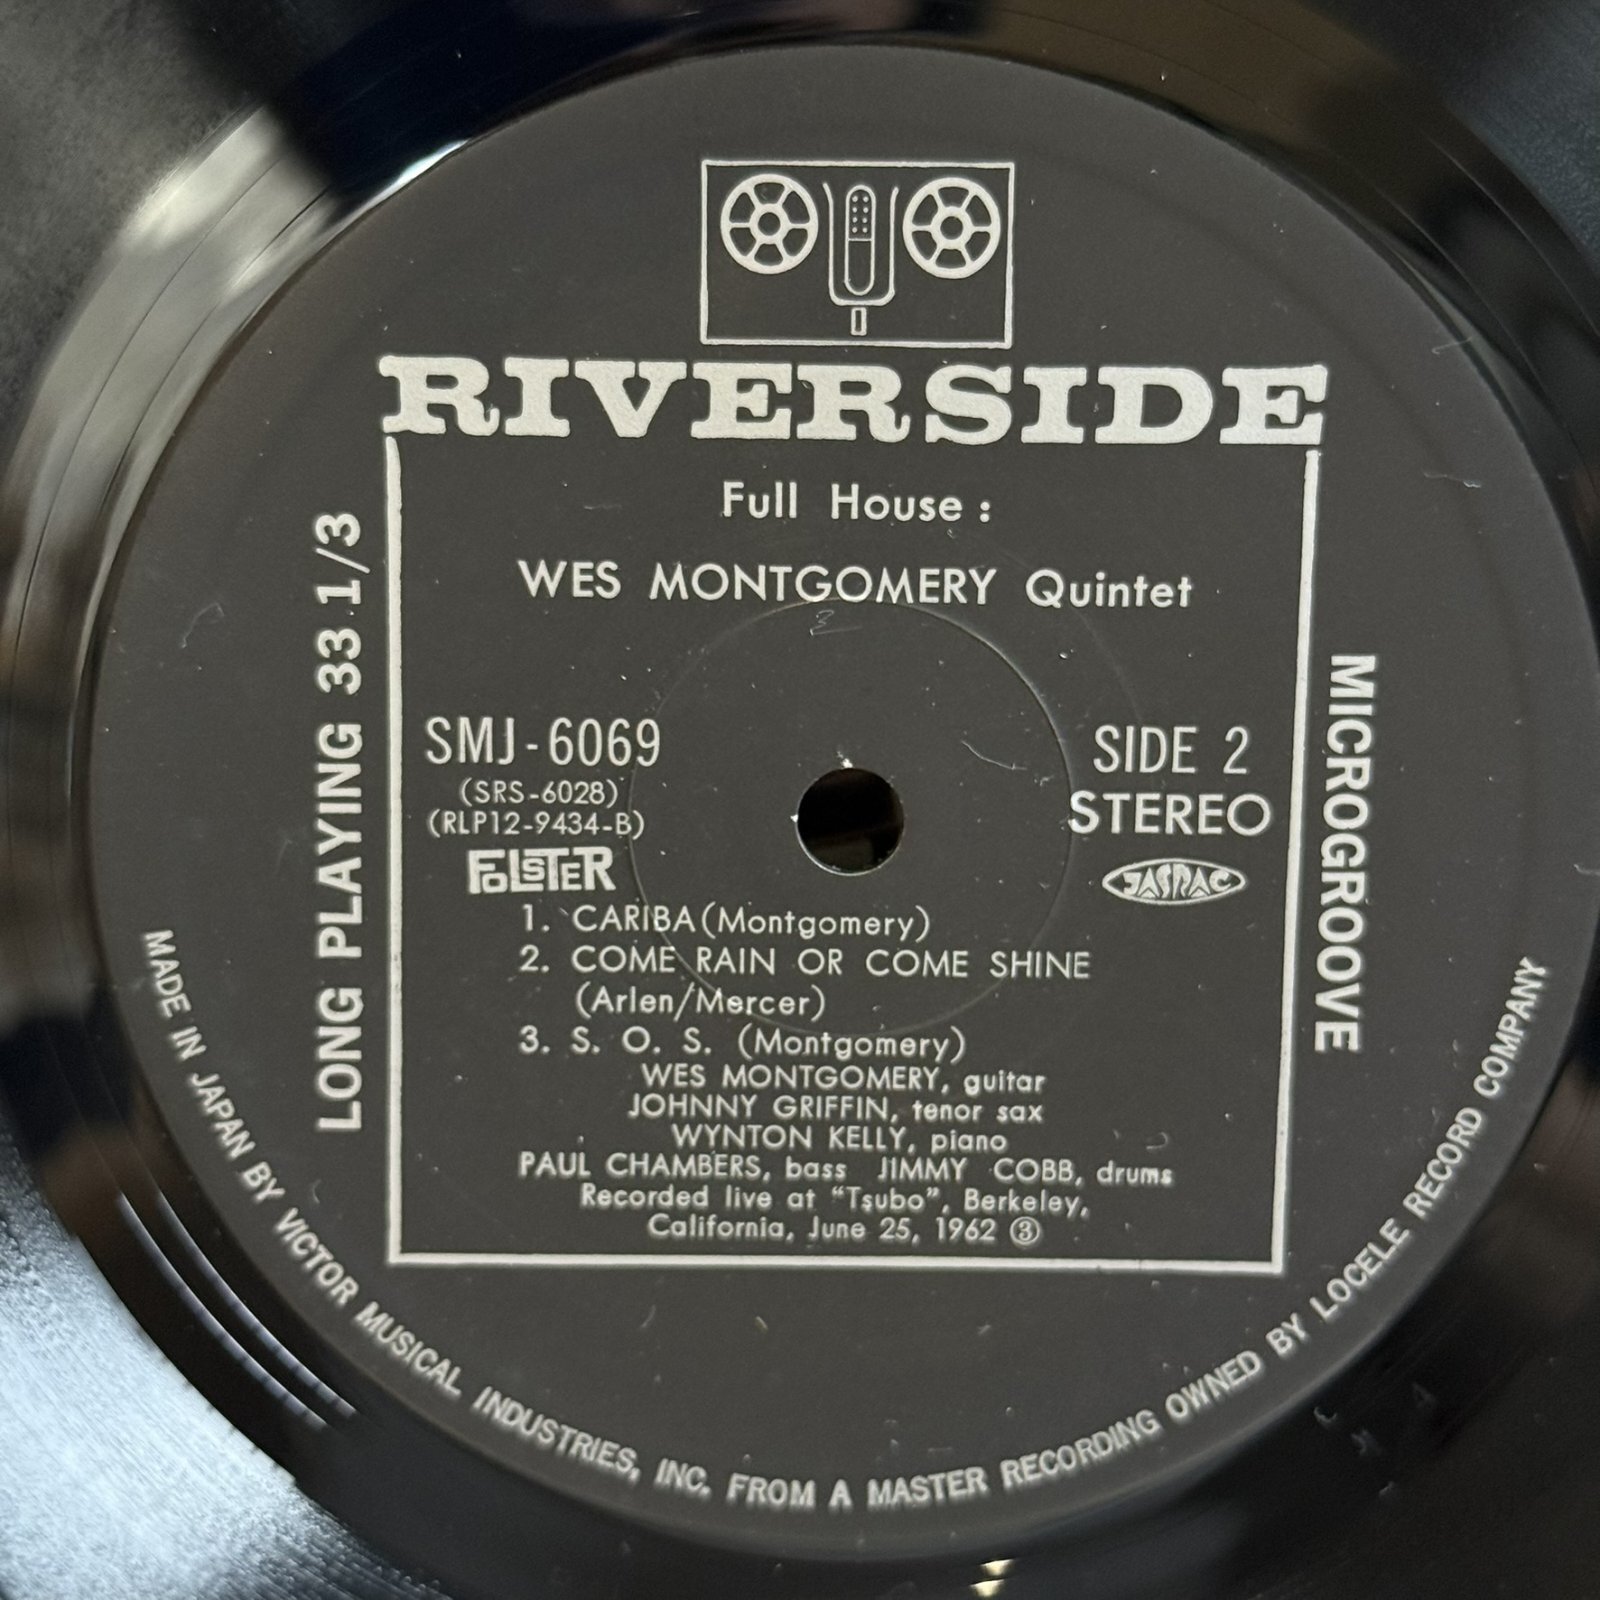 RIVERSIDE
Full House :
WES MONTGOMERY Quintet
LONG PLAYING 33 1/3
MICROGROOVE
SMJ-6069
(SRS-6028)
(RLP12-9434-B)
FOLSTER
SIDE 2
STEREO
JASRAC
1. CARIBA (Montgomery)
2. COME RAIN OR COME SHINE
(Arlen/Mercer)
3. S. O. S. (Montgomery)
WES MONTGOMERY, guitar
JOHNNY GRIFFIN, tenor sax
WYNTON KELLY, piano
PAUL CHAMBERS, bass JIMMY COBB, drums
Recorded live at “Tsubo”, Berkeley,
California, June 25, 1962 ③
MADE IN JAPAN BY VICTOR MUSICAL INDUSTRIES, INC. FROM A MASTER RECORDING OWNED BY LOCELE RECORD COMPANY